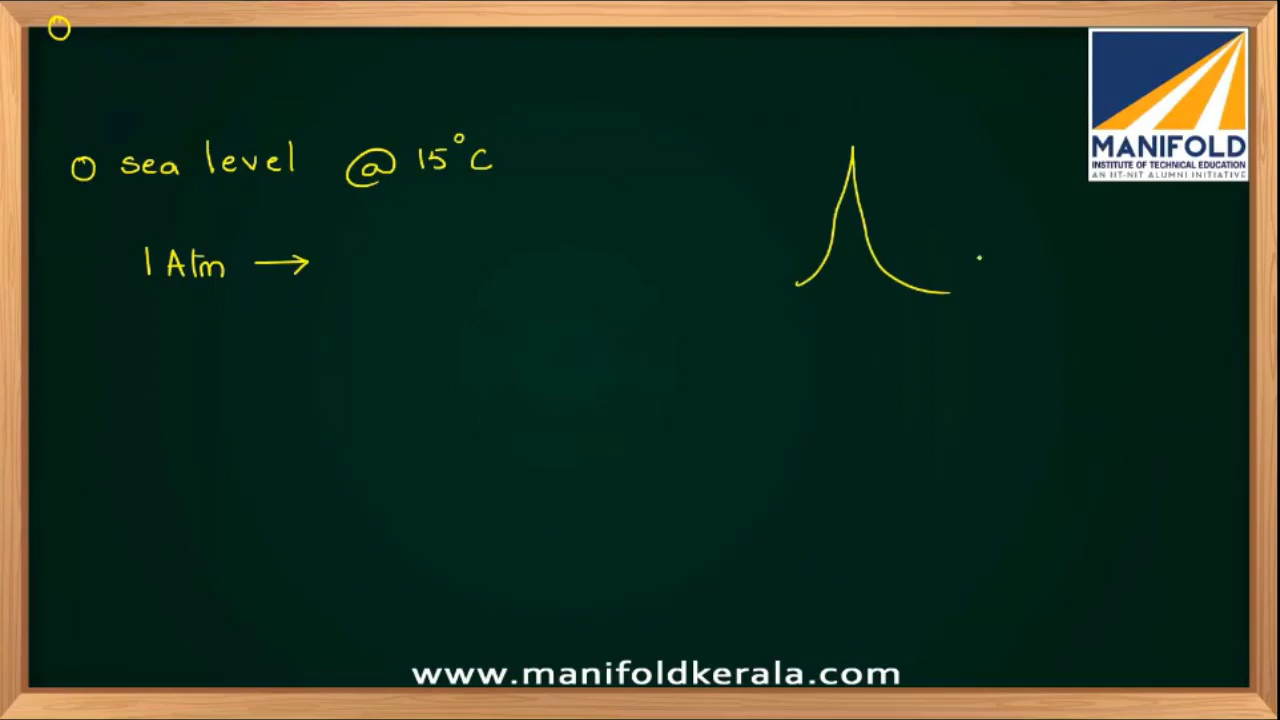 sea level @ 15°C
1 Atm →
MANIFOLD
INSTITUTE OF TECHNICAL EDUCATION
AN IIT-NIT ALUMNI INITIATIVE
www.manifoldkerala.com